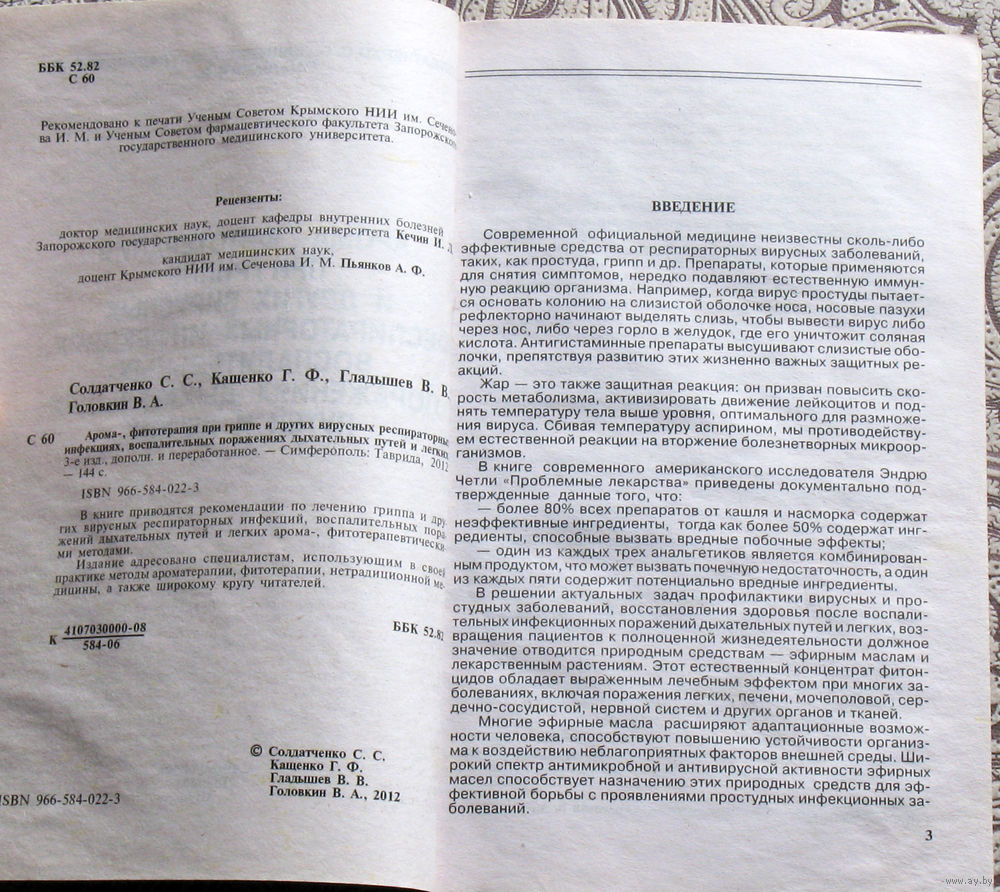 ББК 52.82
С 60
Рекомендовано к печати Ученым Советом Крымского НИИ им. Сечено-
ва И. М. и Ученым Советом фармацевтического факультета Запорожского
государственного медицинского университета.
Рецензенты:
доктор медицинских наук, доцент кафедры внутренних болезней
Запорожского государственного медицинского университета Кечин И. Л.
кандидат медицинских наук,
доцент Крымского НИИ им. Сеченова И. М. Пьянков А. Ф.
Солдатченко С. С., Кащенко Г. Ф., Гладышев В. В.
Головкин В. А.
С 60 Арома-, фитотерапия при гриппе и других вирусных респираторных
инфекциях, воспалительных поражениях дыхательных путей и легких
3-е изд., дополн. и переработанное. — Симферополь: Таврида, 2012
— 144 с.
ISBN 966-584-022-3
В книге приводятся рекомендации по лечению гриппа и дру-
гих вирусных респираторных инфекций, воспалительных пора-
жений дыхательных путей и легких арома-, фитотерапевтически-
ми методами.
Издание адресовано специалистам, использующим в своей
практике методы ароматерапии, фитотерапии, нетрадиционной ме-
дицины, а также широкому кругу читателей.
К 4107030000-08
584-06
ББК 52.82
© Солдатченко С. С.
Кащенко Г. Ф.
Гладышев В. В.
Головкин В. А., 2012
ISBN 966-584-022-3
ВВЕДЕНИЕ
Современной официальной медицине неизвестны сколь-либо
эффективные средства от респираторных вирусных заболеваний,
таких, как простуда, грипп и др. Препараты, которые применяются
для снятия симптомов, нередко подавляют естественную иммун-
ную реакцию организма. Например, когда вирус простуды пытает-
ся основать колонию на слизистой оболочке носа, носовые пазухи
рефлекторно начинают выделять слизь, чтобы вывести вирус либо
через нос, либо через горло в желудок, где его уничтожит соляная
кислота. Антигистаминные препараты высушивают слизистые обо-
лочки, препятствуя развитию этих жизненно важных защитных ре-
акций.
Жар — это также защитная реакция: он призван повысить ско-
рость метаболизма, активизировать движение лейкоцитов и под-
нять температуру тела выше уровня, оптимального для размноже-
ния вируса. Сбивая температуру аспирином, мы противодейству-
ем естественной реакции на вторжение болезнетворных микроор-
ганизмов.
В книге современного американского исследователя Эндрю
Четли «Проблемные лекарства» приведены документально под-
твержденные данные того, что:
— более 80% всех препаратов от кашля и насморка содержат
неэффективные ингредиенты, тогда как более 50% содержат инг-
редиенты, способные вызвать вредные побочные эффекты;
— один из каждых трех анальгетиков является комбинирован-
ным продуктом, что может вызвать почечную недостаточность, а один
из каждых пяти содержит потенциально вредные ингредиенты.
В решении актуальных задач профилактики вирусных и про-
студных заболеваний, восстановления здоровья после воспали-
тельных инфекционных поражений дыхательных путей и легких, воз-
вращения пациентов к полноценной жизнедеятельности должное
значение отводится природным средствам — эфирным маслам и
лекарственным растениям. Этот естественный концентрат фитон-
цидов обладает выраженным лечебным эффектом при многих за-
болеваниях, включая поражения легких, печени, мочеполовой, сер-
дечно-сосудистой, нервной систем и других органов и тканей.
Многие эфирные масла расширяют адаптационные возмож-
ности человека, способствуют повышению устойчивости организ-
ма к воздействию неблагоприятных факторов внешней среды. Ши-
рокий спектр антимикробной и антивирусной активности эфирных
масел способствует назначению этих природных средств для эф-
фективной борьбы с проявлениями простудных инфекционных за-
болеваний.
3
www.ay.by